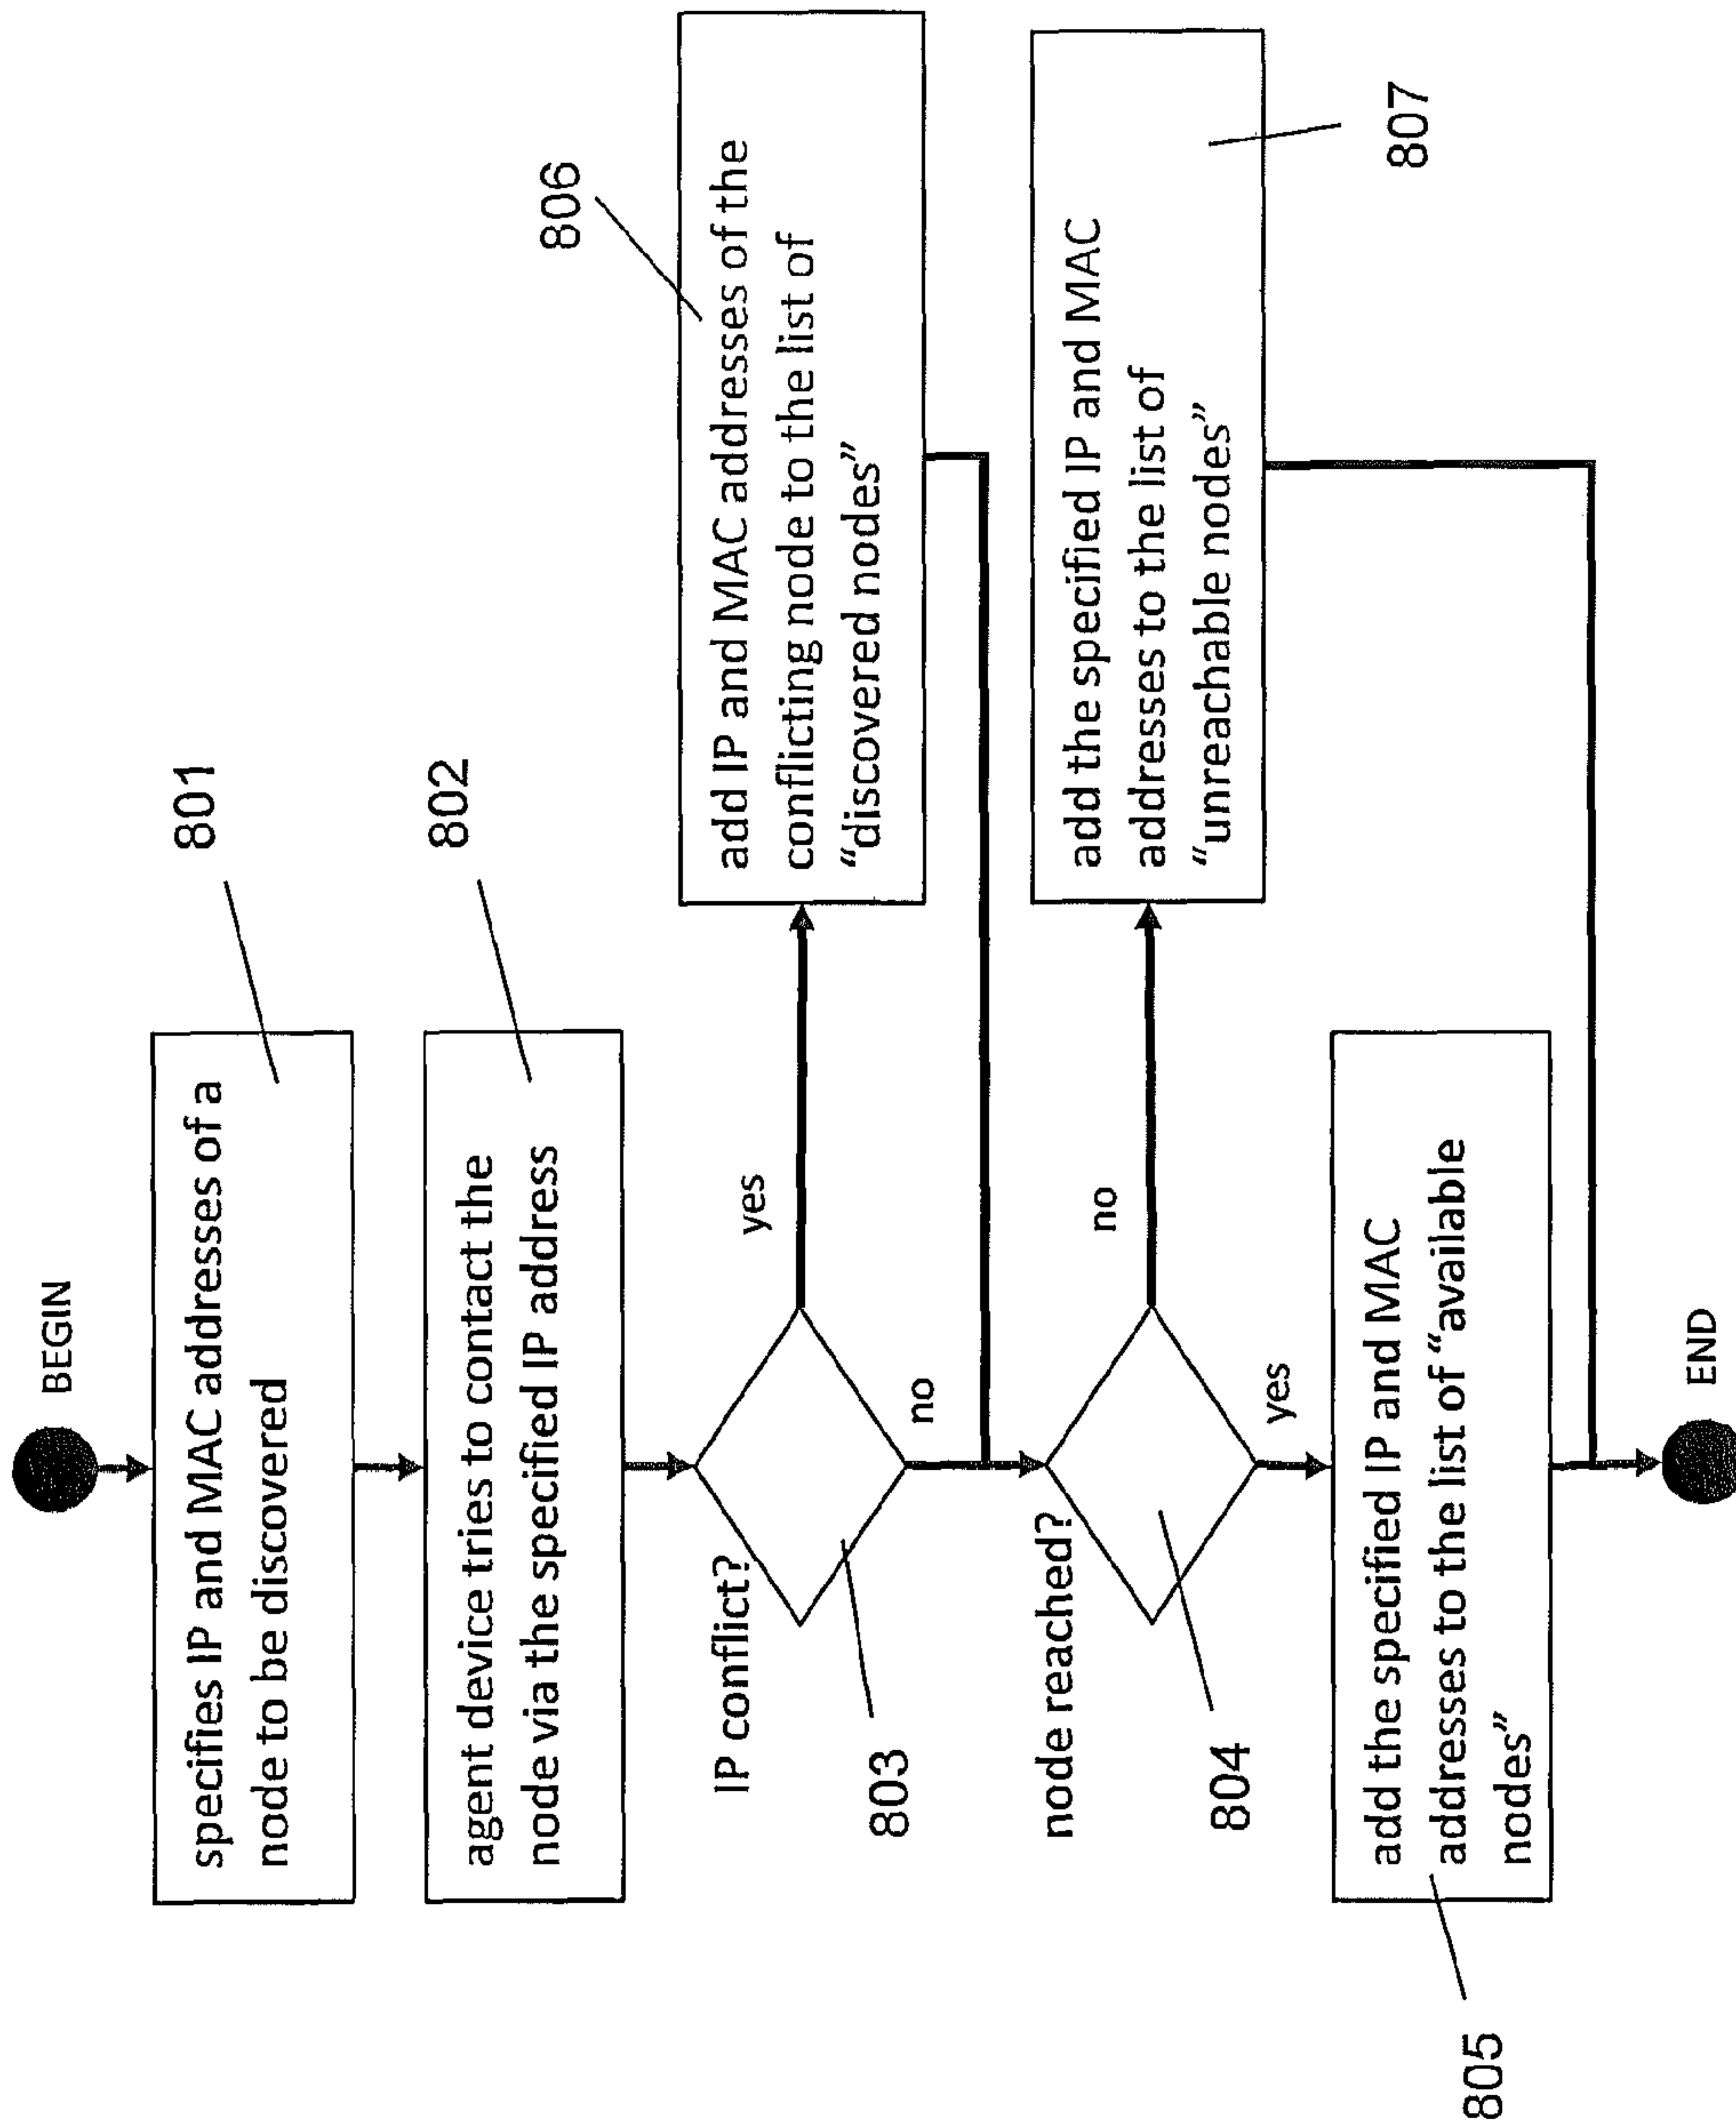 BEGIN
801
specifies IP and MAC addresses of a
node to be discovered
802
agent device tries to contact the
node via the specified IP address
IP conflict?
803
yes
no
806
add IP and MAC addresses of the
conflicting node to the list of
“discovered nodes”
node reached?
804
no
yes
807
add the specified IP and MAC
addresses to the list of
“unreachable nodes”
805
add the specified IP and MAC
addresses to the list of “available
nodes”
END